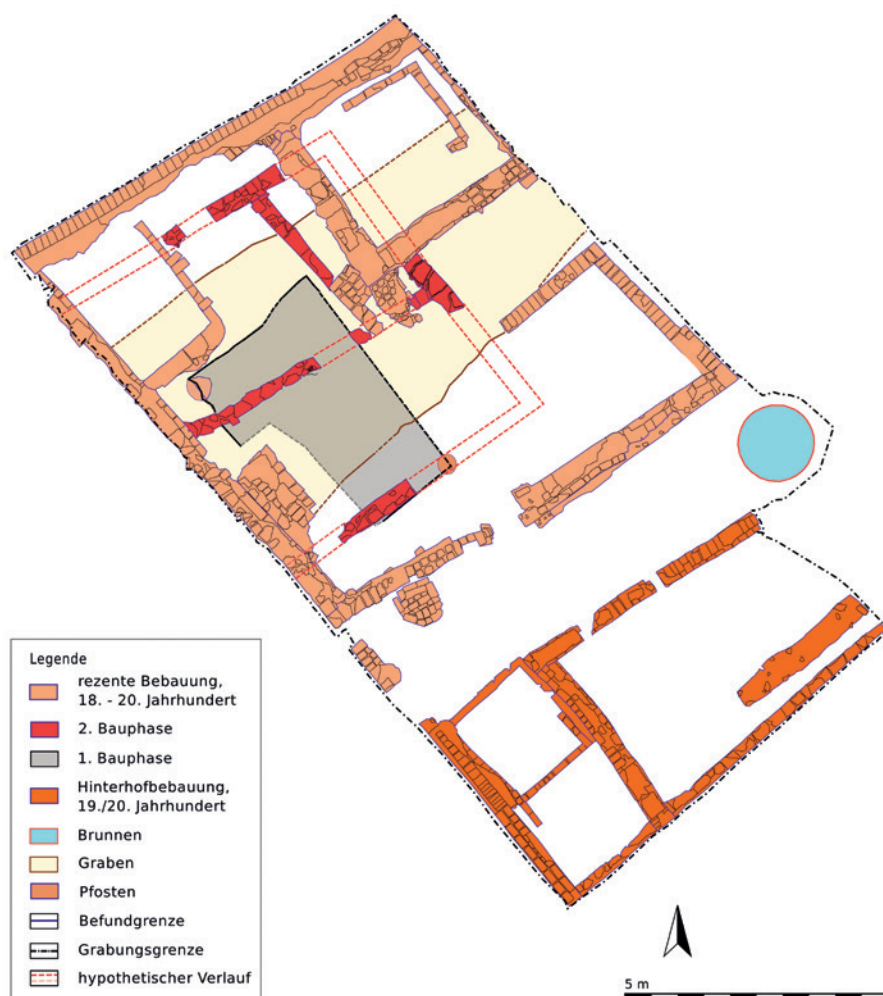 Legende
rezente Bebauung,
18. - 20. Jahrhundert
2. Bauphase
1. Bauphase
Hinterhofbebauung,
19./20. Jahrhundert
Brunnen
Graben
Pfosten
Befundgrenze
Grabungsgrenze
hypothetischer Verlauf
5 m